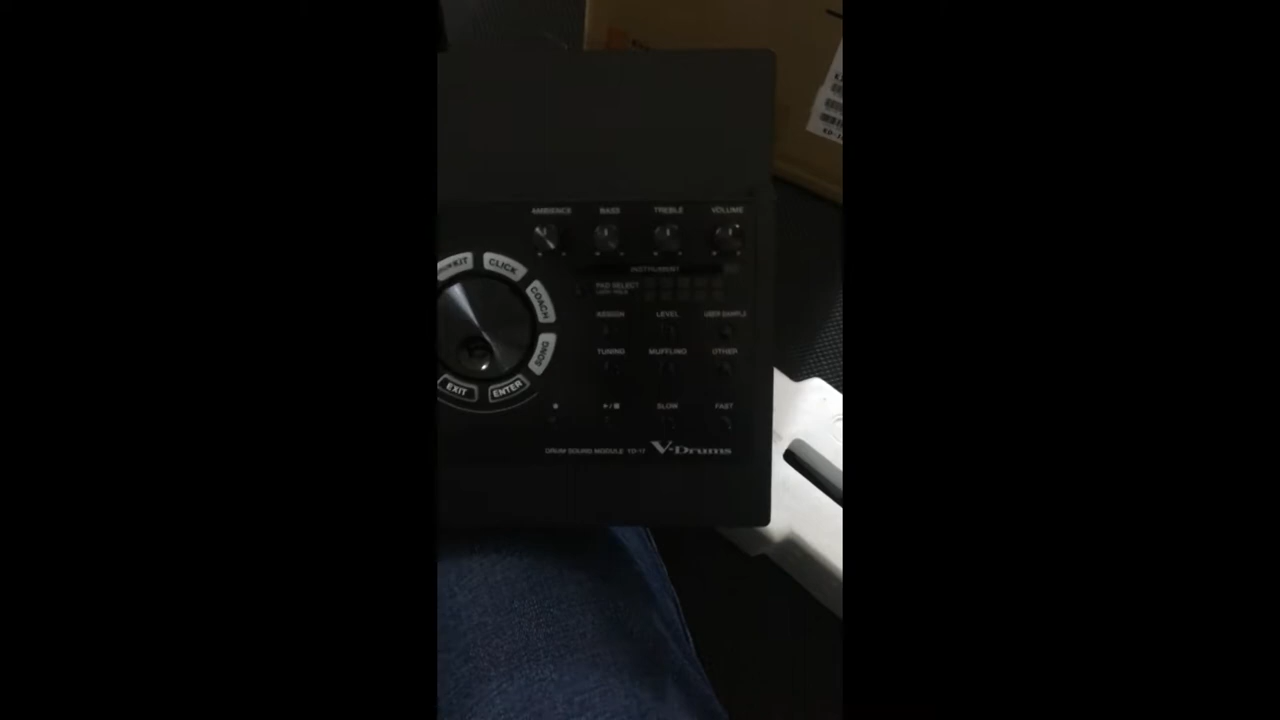 AMBIENCE BASS TREBLE VOLUME
INSTRUMENT
PAD SELECT
KIT
CLICK
COACH
SONG
ENTER
EXIT
ASSIGN LEVEL USER SAMPLE
TUNING MUFFLING OTHER
SLOW FAST
DRUM SOUND MODULE TD-17 V-Drums